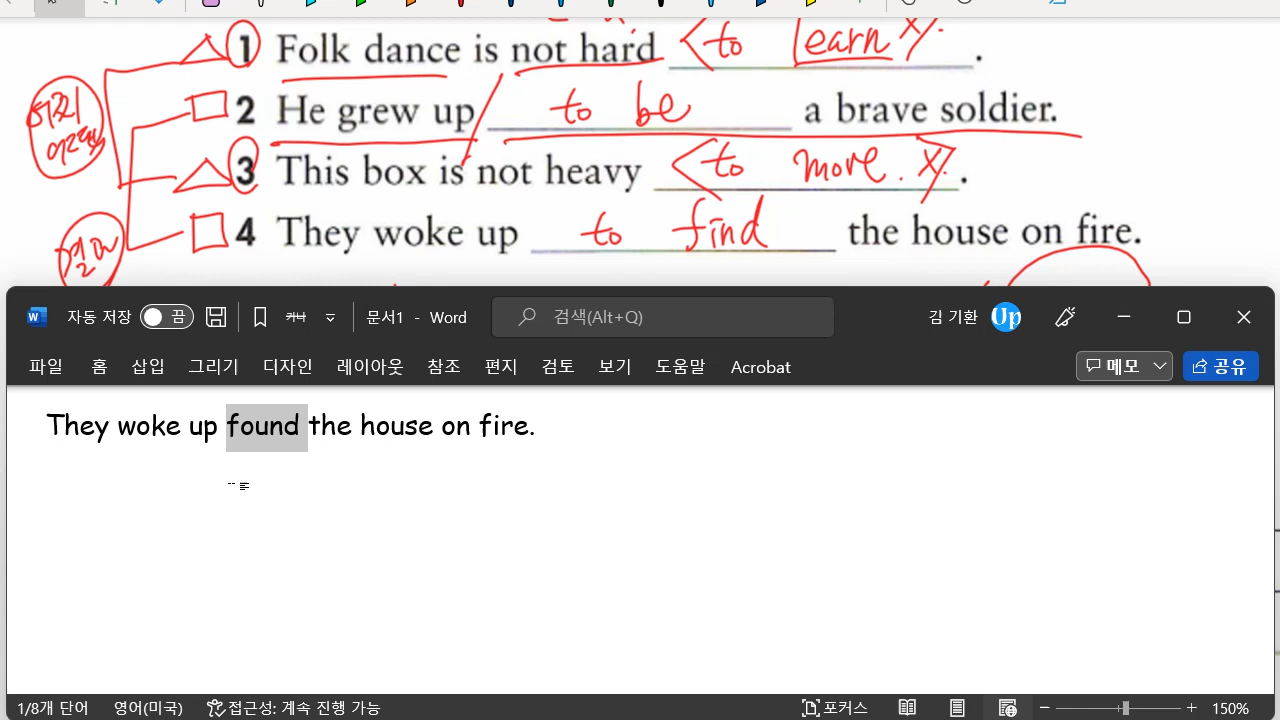 1 Folk dance is not hard <to learn X.
2 He grew up to be a brave soldier.
3 This box is not heavy <to move. X.
4 They woke up to find the house on fire.
결과
자동 저장 끔 가나 문서1 - Word 검색(Alt+Q) 김 기환 Up
파일 홈 삽입 그리기 디자인 레이아웃 참조 편지 검토 보기 도움말 Acrobat 메모 공유
They woke up found the house on fire.
1/8개 단어 영어(미국) 접근성: 계속 진행 가능 포커스 150%